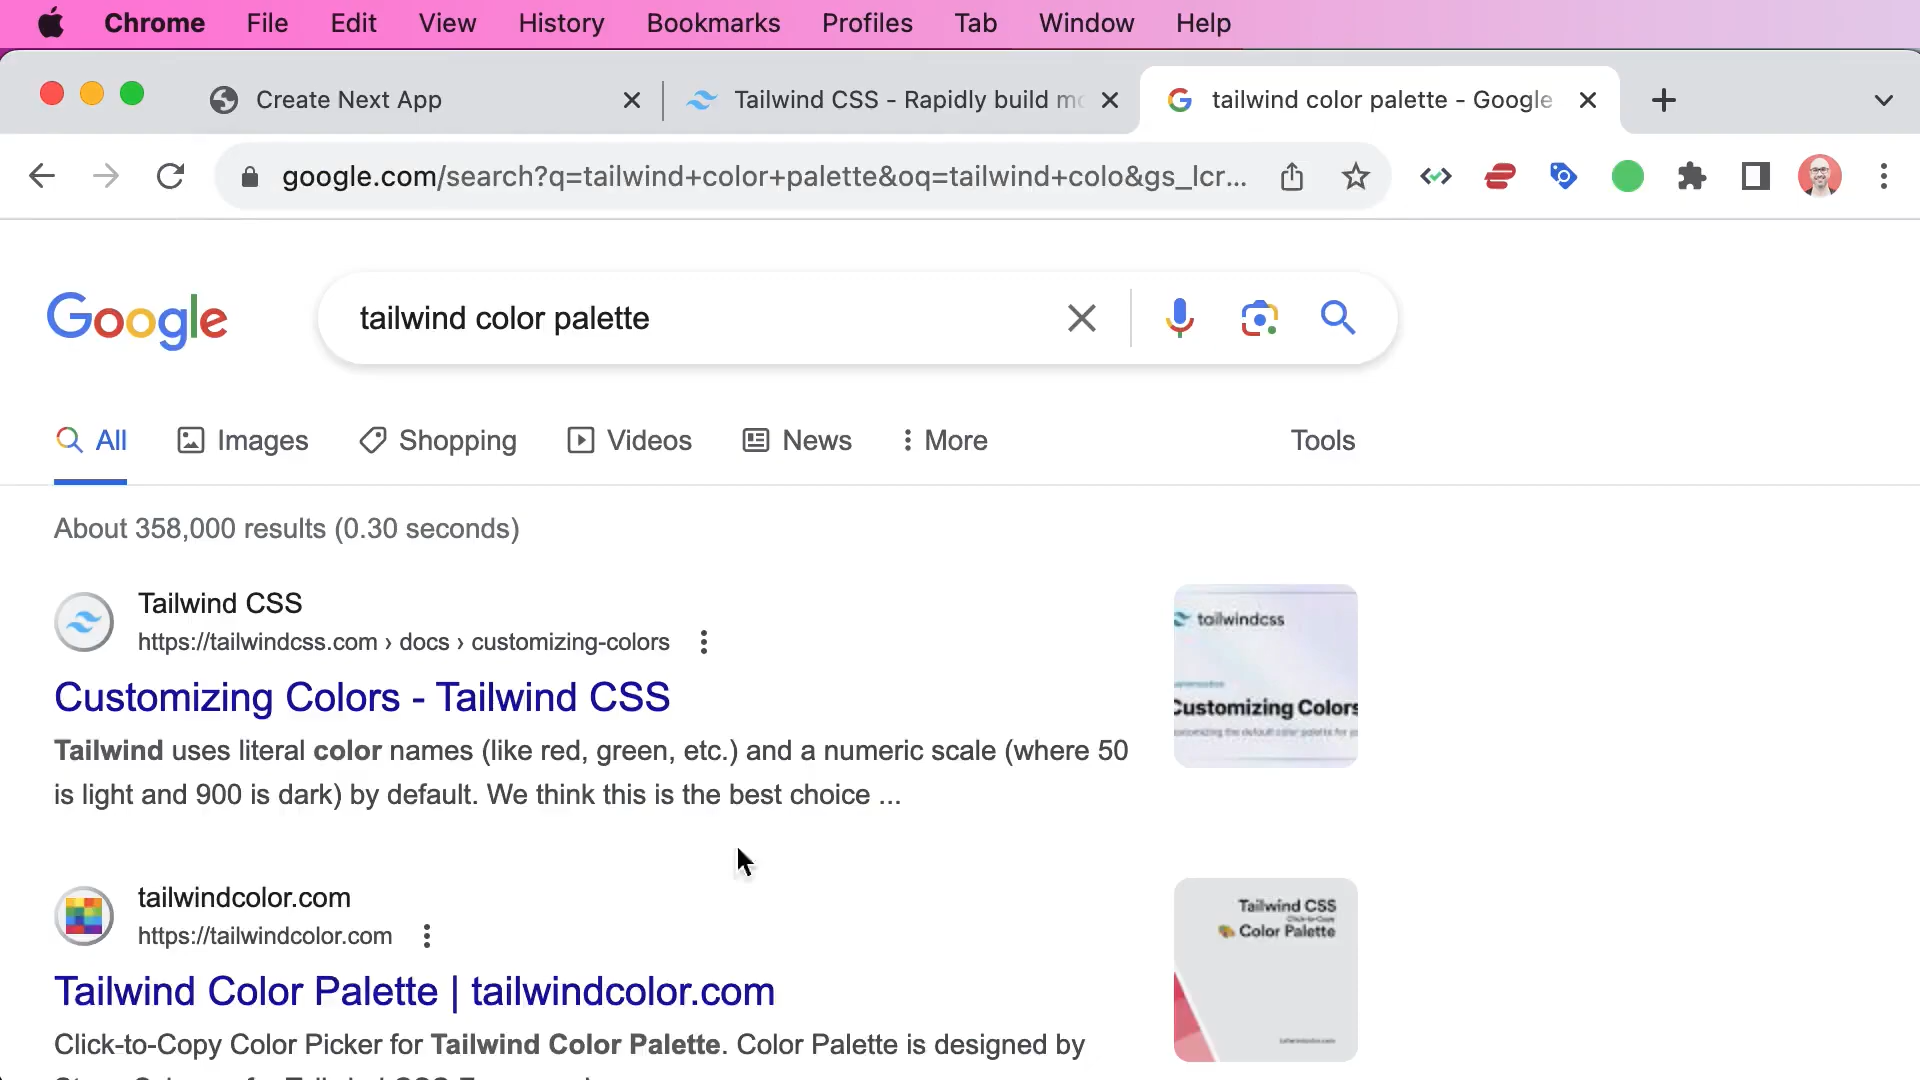 Chrome File Edit View History Bookmarks Profiles Tab Window Help
Create Next App
Tailwind CSS - Rapidly build mo
tailwind color palette - Google
google.com/search?q=tailwind+color+palette&oq=tailwind+colo&gs_lcr...
Google
tailwind color palette
All Images Shopping Videos News More Tools
About 358,000 results (0.30 seconds)
Tailwind CSS
https://tailwindcss.com › docs › customizing-colors
Customizing Colors - Tailwind CSS
Tailwind uses literal color names (like red, green, etc.) and a numeric scale (where 50
is light and 900 is dark) by default. We think this is the best choice ...
tailwindcss
Customizing Colors
tailwindcolor.com
https://tailwindcolor.com
Tailwind Color Palette | tailwindcolor.com
Click-to-Copy Color Picker for Tailwind Color Palette. Color Palette is designed by
Tailwind CSS
Click-to-Copy
Color Palette
tailwindcolor.com